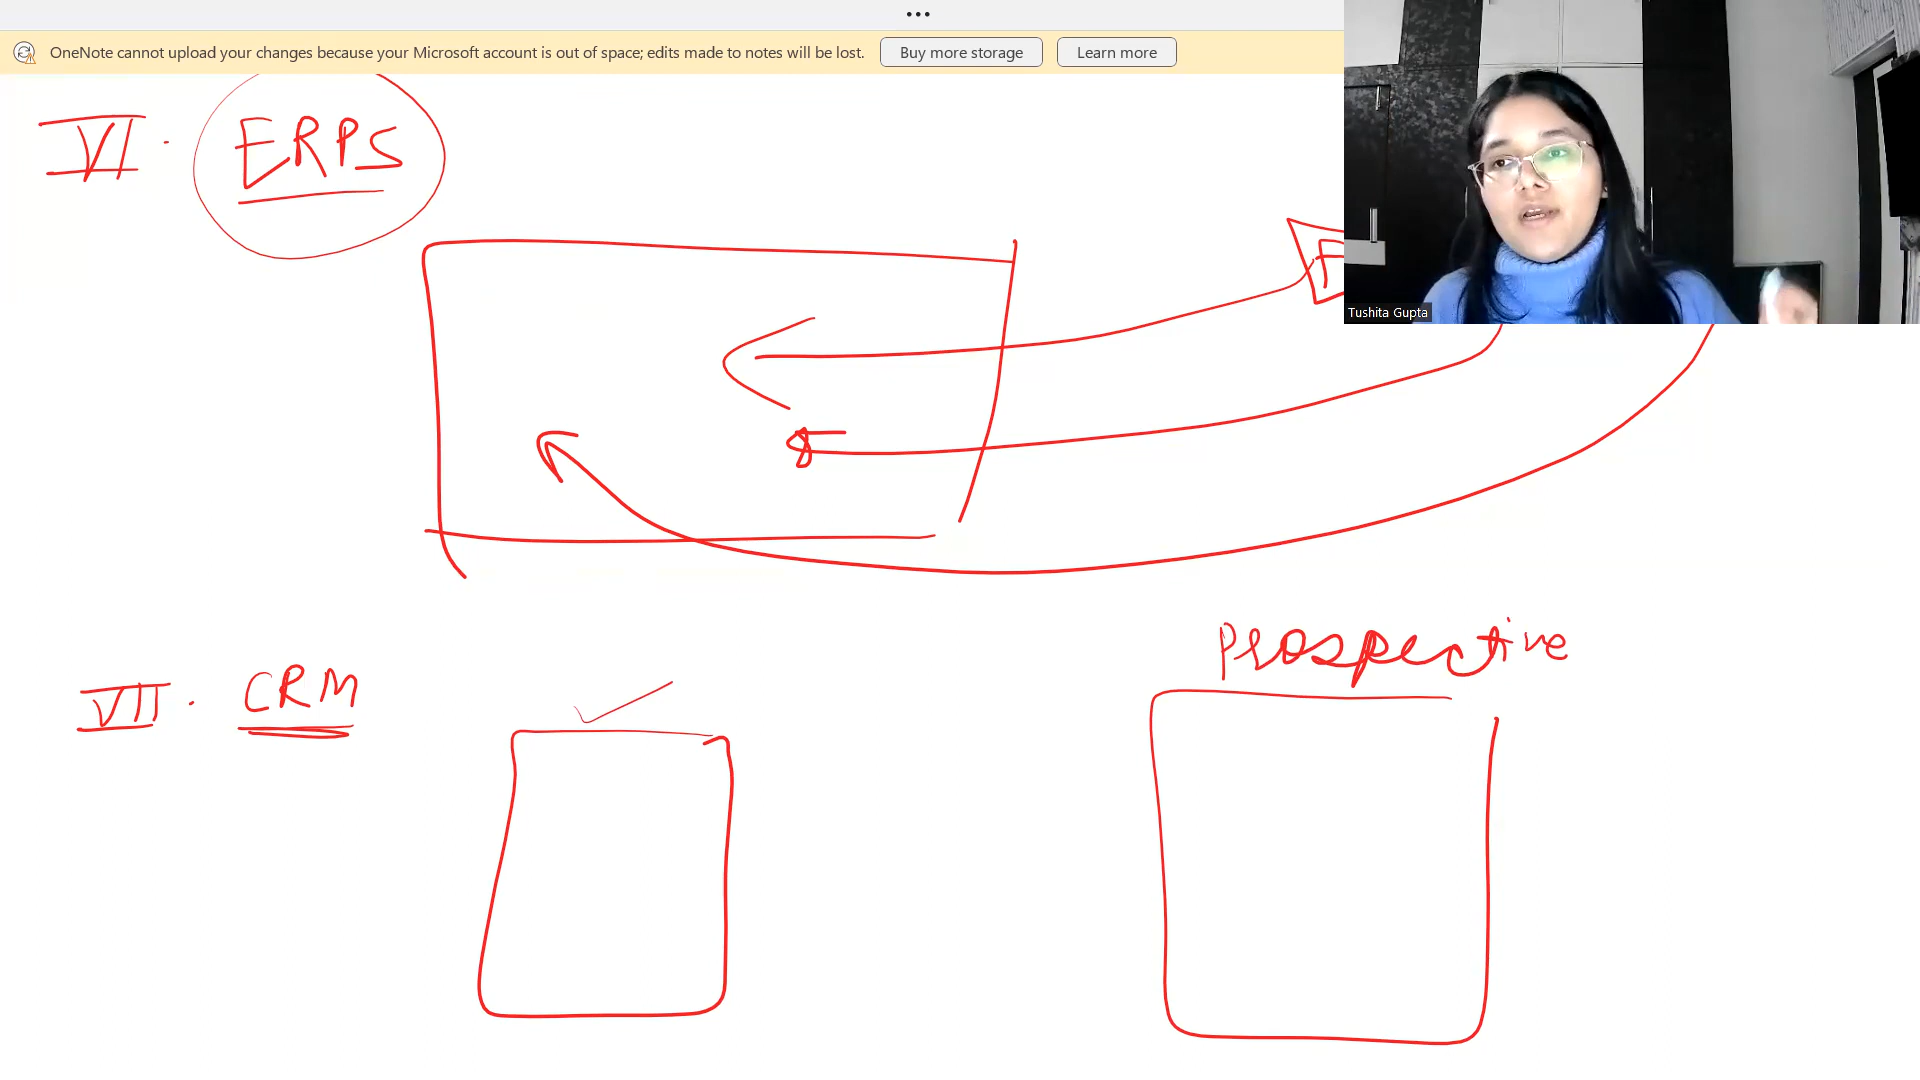 ...
OneNote cannot upload your changes because your Microsoft account is out of space; edits made to notes will be lost. Buy more storage Learn more
VI. ERPS
F
Tushita Gupta
Prospective
VII. CRM